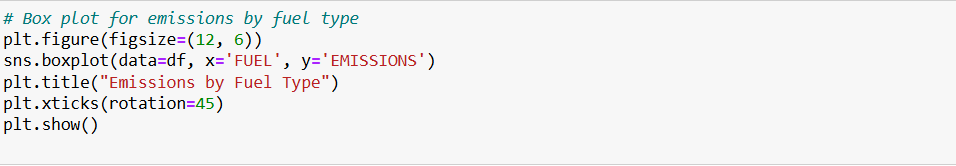 # Box plot for emissions by fuel type
plt.figure(figsize=(12, 6))
sns.boxplot(data=df, x='FUEL', y='EMISSIONS')
plt.title("Emissions by Fuel Type")
plt.xticks(rotation=45)
plt.show()